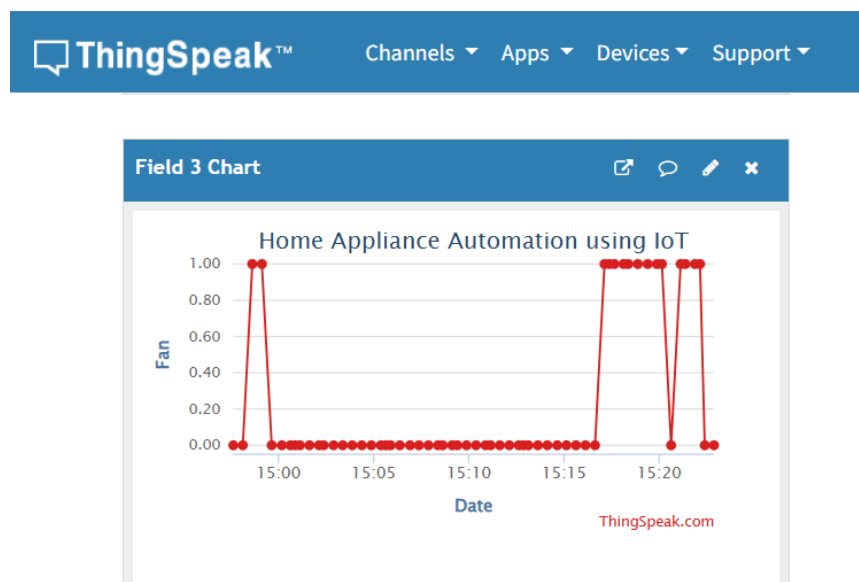 ThingSpeak™ Channels Apps Devices Support
Field 3 Chart
Home Appliance Automation using IoT
1.00
0.80
0.60
0.40
0.20
0.00
Fan
15:00 15:05 15:10 15:15 15:20
Date
ThingSpeak.com